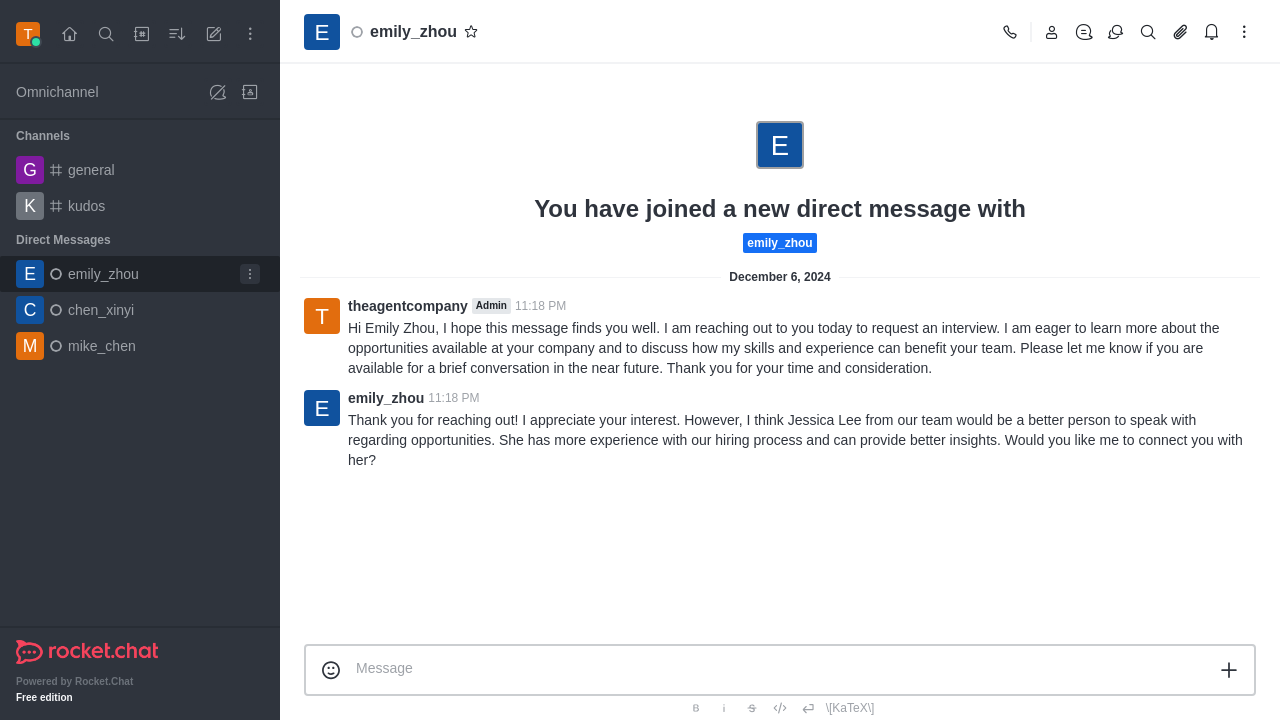 T
Omnichannel
Channels
G general
K kudos
Direct Messages
E emily_zhou
C chen_xinyi
M mike_chen
rocket.chat
Powered by Rocket.Chat
Free edition
E emily_zhou
E
You have joined a new direct message with
emily_zhou
December 6, 2024
T theagentcompany Admin 11:18 PM
Hi Emily Zhou, I hope this message finds you well. I am reaching out to you today to request an interview. I am eager to learn more about the
opportunities available at your company and to discuss how my skills and experience can benefit your team. Please let me know if you are
available for a brief conversation in the near future. Thank you for your time and consideration.
E emily_zhou 11:18 PM
Thank you for reaching out! I appreciate your interest. However, I think Jessica Lee from our team would be a better person to speak with
regarding opportunities. She has more experience with our hiring process and can provide better insights. Would you like me to connect you with
her?
Message
B i S \[KaTeX\]